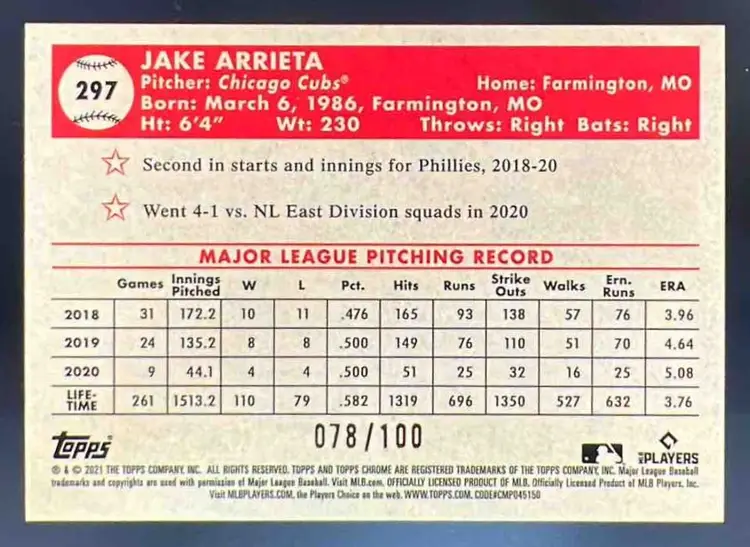 297
JAKE ARRIETA
Pitcher: Chicago Cubs® Home: Farmington, MO
Born: March 6, 1986, Farmington, MO
Ht: 6'4" Wt: 230 Throws: Right Bats: Right
Second in starts and innings for Phillies, 2018-20
Went 4-1 vs. NL East Division squads in 2020
MAJOR LEAGUE PITCHING RECORD
Games Innings Pitched W L Pct. Hits Runs Strike Outs Walks Ern. Runs ERA
2018 31 172.2 10 11 .476 165 93 138 57 76 3.96
2019 24 135.2 8 8 .500 149 76 110 51 70 4.64
2020 9 44.1 4 4 .500 51 25 32 16 25 5.08
LIFE-TIME 261 1513.2 110 79 .582 1319 696 1350 527 632 3.76
topps 078/100 PLAYERS
® & © 2021 THE TOPPS COMPANY, INC. ALL RIGHTS RESERVED. TOPPS AND TOPPS CHROME ARE REGISTERED TRADEMARKS OF THE TOPPS COMPANY, INC. Major League Baseball
trademarks and copyrights are used with permission of Major League Baseball. Visit MLB.com. OFFICIALLY LICENSED PRODUCT OF MLB. Officially Licensed Product of MLB Players, Inc.
Visit MLBPLAYERS.COM, the Players Choice on the web. WWW.TOPPS.COM. CODE#CMP045150